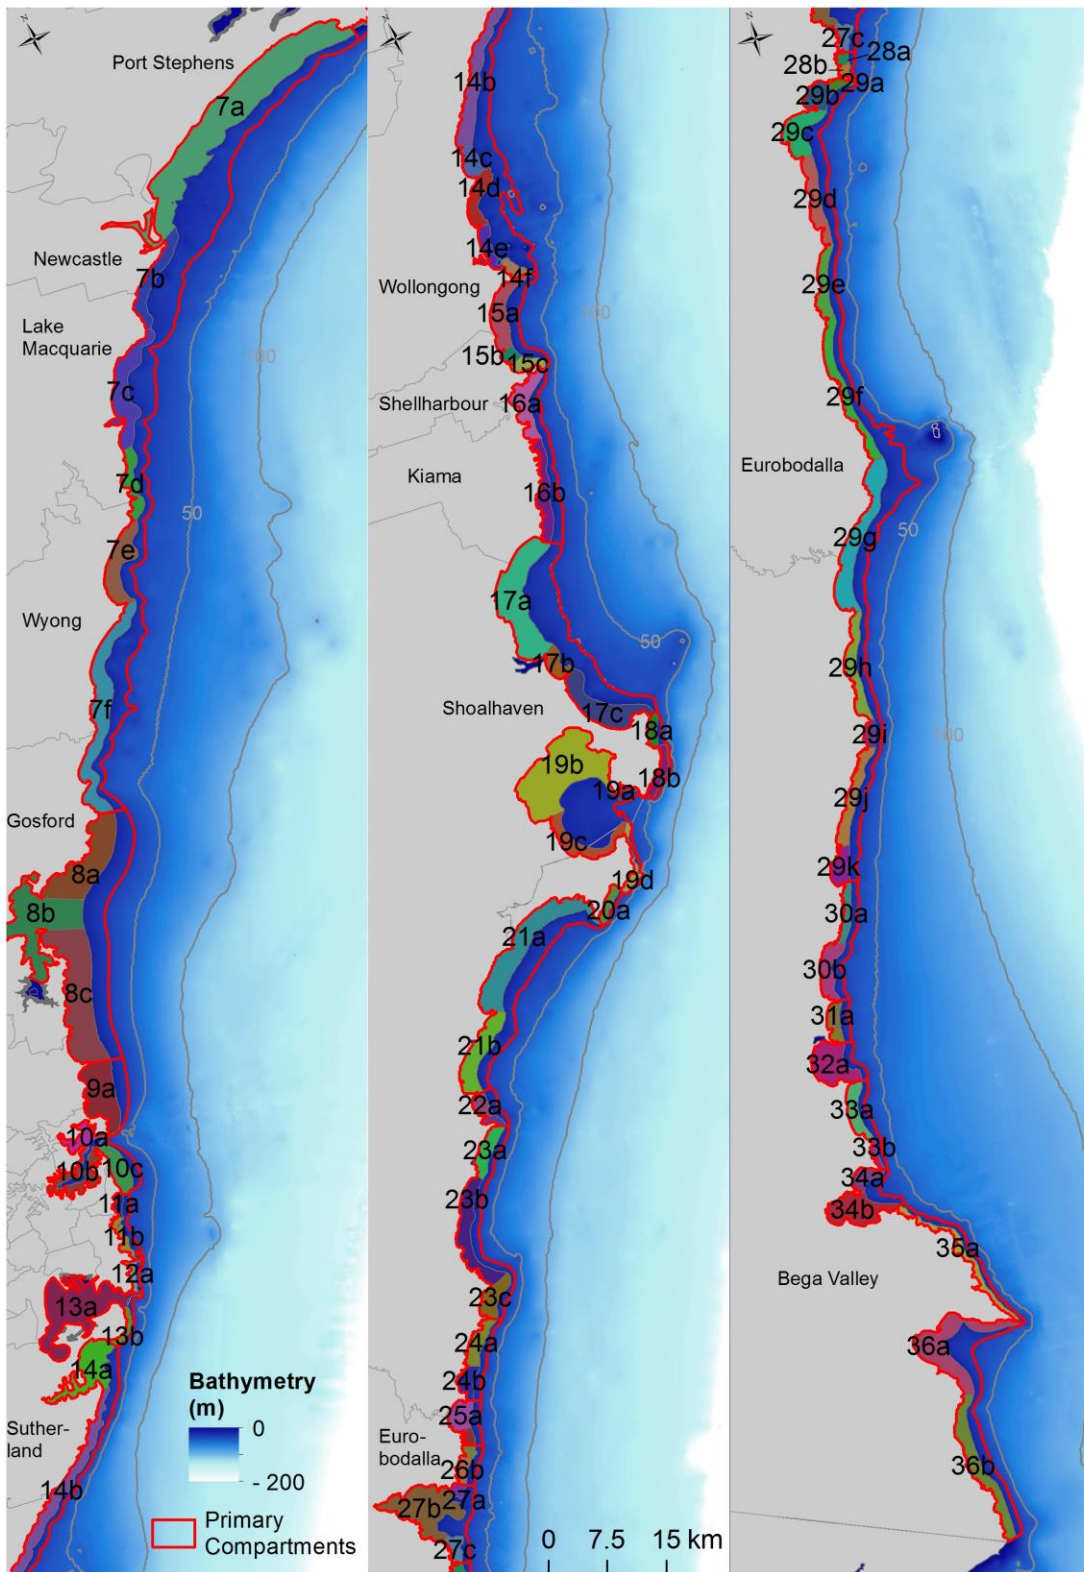 N
Port Stephens
7a
Newcastle
7b
Lake
Macquarie
100
7c
7d
50
7e
Wyong
7f
Gosford
8a
8b
8c
9a
10a
10b
10c
11a
11b
12a
13a
13b
14a
Suther-
land
14b
Bathymetry
(m)
0
- 200
Primary
Compartments
N
14b
14c
14d
14e
14f
Wollongong
15a
100
15b
15c
Shellharbour
16a
Kiama
16b
17a
50
17b
Shoalhaven
17c
18a
19b
18b
19a
19c
19d
20a
21a
21b
22a
23a
23b
23c
24a
24b
25a
Euro-
bodalla
26b
27a
27b
27c
0 7.5 15 km
N
27c
28a
28b
29a
29b
29c
29d
29e
29f
Eurobodalla
50
29g
29h
29i
100
29j
29k
30a
30b
31a
32a
33a
33b
34a
34b
35a
Bega Valley
36a
36b